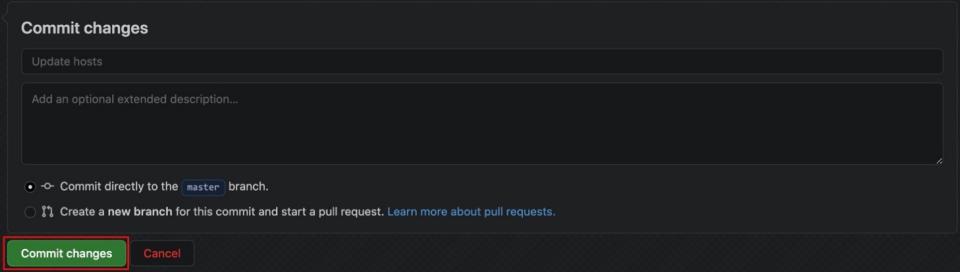 Commit changes
Update hosts
Add an optional extended description...
Commit directly to the master branch.
Create a new branch for this commit and start a pull request. Learn more about pull requests.
Commit changes Cancel